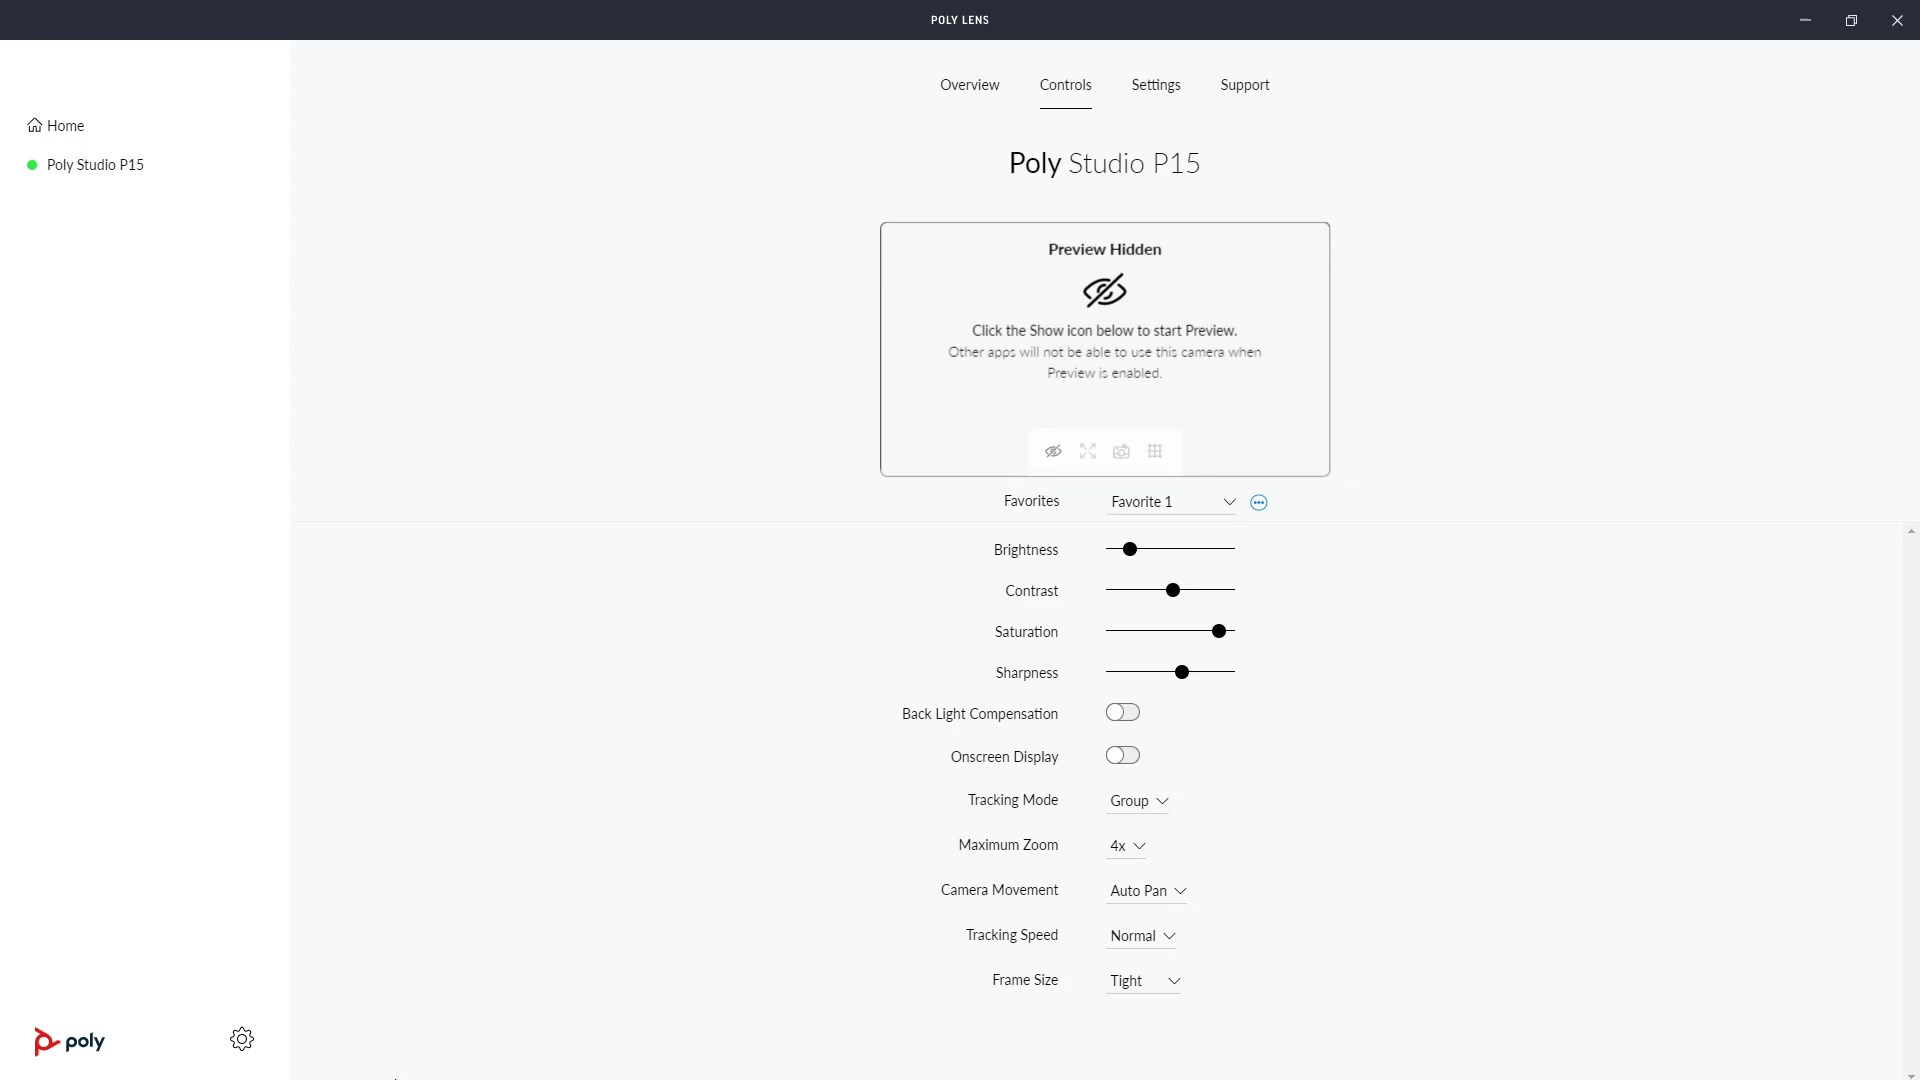 POLY LENS
Overview Controls Settings Support
Home
Poly Studio P15
Poly Studio P15
Preview Hidden
Click the Show icon below to start Preview.
Other apps will not be able to use this camera when
Preview is enabled.
Favorites Favorite 1
Brightness
Contrast
Saturation
Sharpness
Back Light Compensation
Onscreen Display
Tracking Mode Group
Maximum Zoom 4x
Camera Movement Auto Pan
Tracking Speed Normal
Frame Size Tight
poly